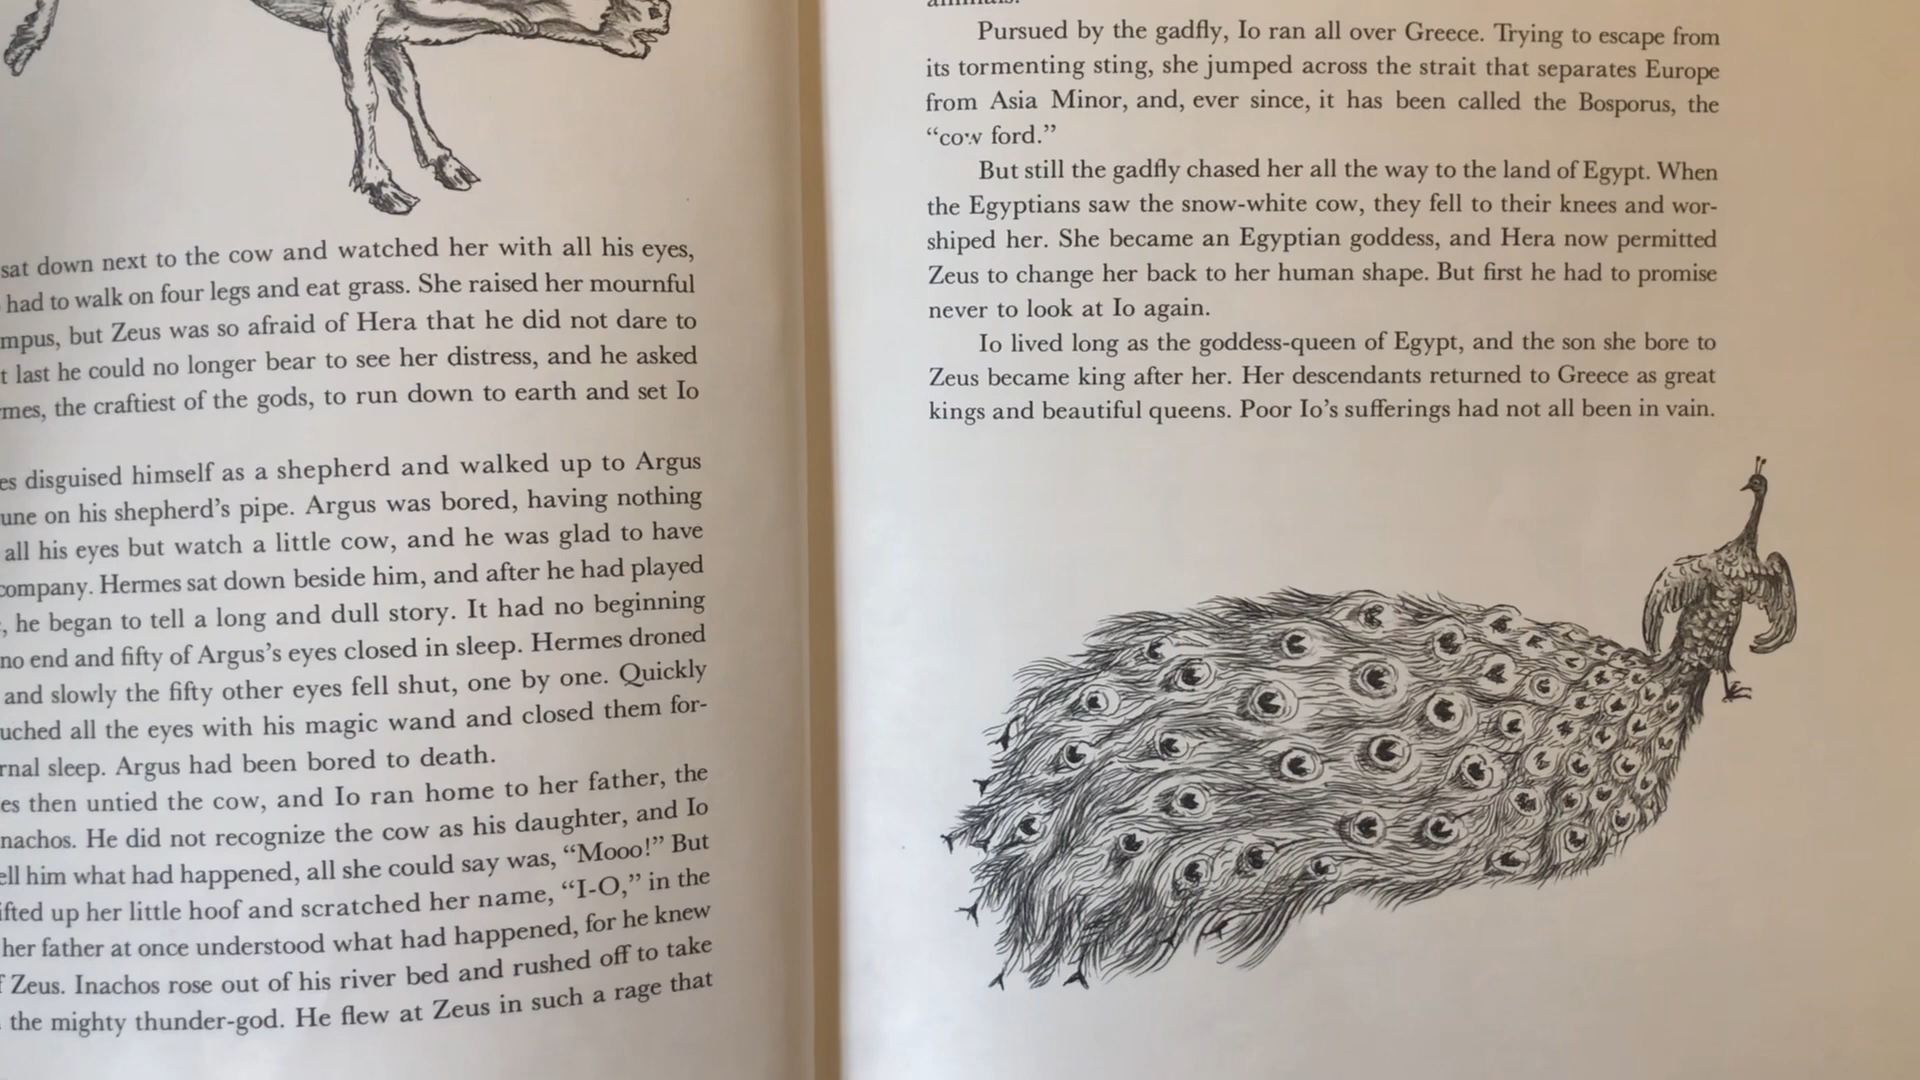 sat down next to the cow and watched her with all his eyes,
had to walk on four legs and eat grass. She raised her mournful
mpus, but Zeus was so afraid of Hera that he did not dare to
t last he could no longer bear to see her distress, and he asked
mes, the craftiest of the gods, to run down to earth and set Io
es disguised himself as a shepherd and walked up to Argus
une on his shepherd's pipe. Argus was bored, having nothing
all his eyes but watch a little cow, and he was glad to have
company. Hermes sat down beside him, and after he had played
, he began to tell a long and dull story. It had no beginning
no end and fifty of Argus's eyes closed in sleep. Hermes droned
and slowly the fifty other eyes fell shut, one by one. Quickly
uched all the eyes with his magic wand and closed them for-
rnal sleep. Argus had been bored to death.
es then untied the cow, and Io ran home to her father, the
nachos. He did not recognize the cow as his daughter, and Io
ell him what had happened, all she could say was, “Mooo!” But
ifted up her little hoof and scratched her name, “I-O,” in the
her father at once understood what had happened, for he knew
f Zeus. Inachos rose out of his river bed and rushed off to take
the mighty thunder-god. He flew at Zeus in such a rage that
animals.
Pursued by the gadfly, Io ran all over Greece. Trying to escape from
its tormenting sting, she jumped across the strait that separates Europe
from Asia Minor, and, ever since, it has been called the Bosporus, the
“cow ford.”
But still the gadfly chased her all the way to the land of Egypt. When
the Egyptians saw the snow-white cow, they fell to their knees and wor-
shiped her. She became an Egyptian goddess, and Hera now permitted
Zeus to change her back to her human shape. But first he had to promise
never to look at Io again.
Io lived long as the goddess-queen of Egypt, and the son she bore to
Zeus became king after her. Her descendants returned to Greece as great
kings and beautiful queens. Poor Io's sufferings had not all been in vain.